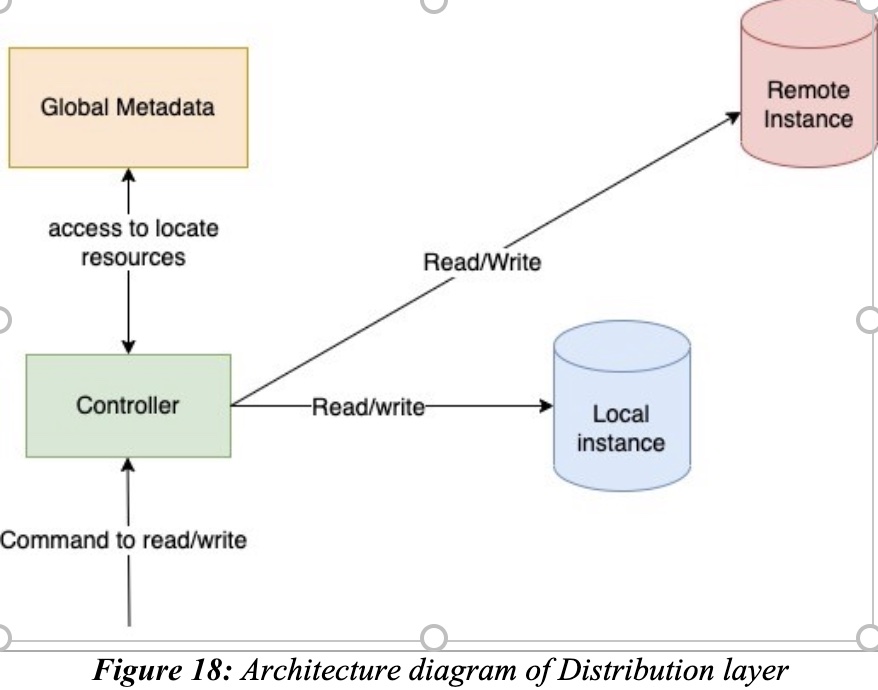 Global Metadata
Remote
Instance
access to locate
resources
Read/Write
Controller
Read/write
Local
instance
Command to read/write
Figure 18: Architecture diagram of Distribution layer